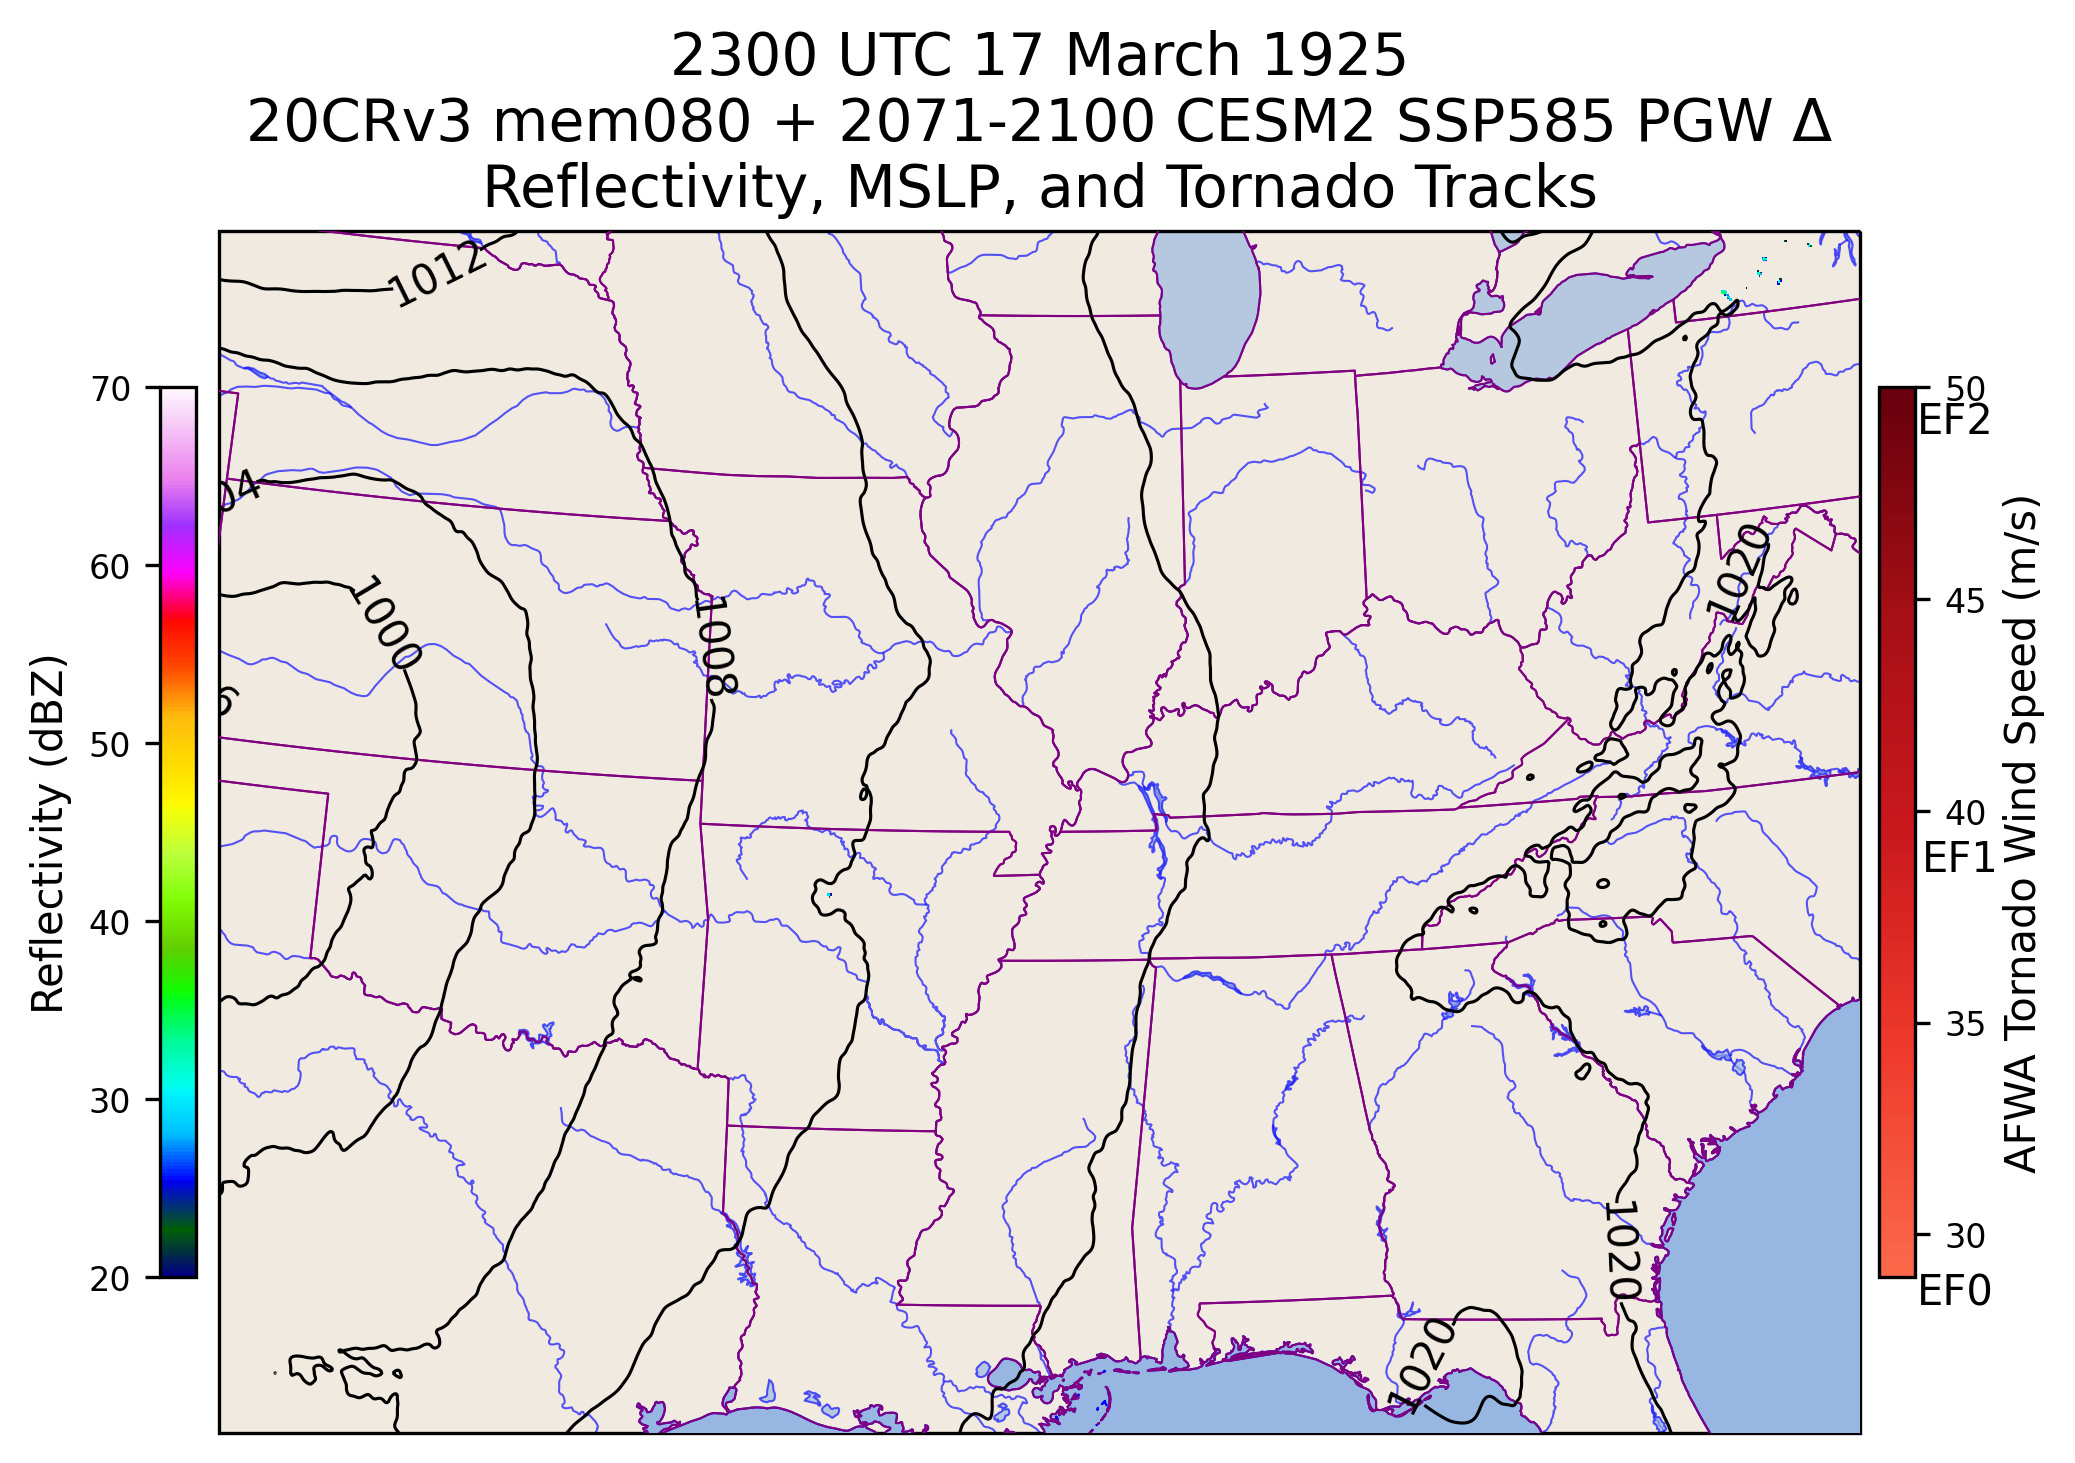 2300 UTC 17 March 1925
20CRv3 mem080 + 2071-2100 CESM2 SSP585 PGW Δ
Reflectivity, MSLP, and Tornado Tracks
1012
04
1000
6
1008
1020
1020
1020
70
60
50
40
30
20
Reflectivity (dBZ)
50
EF2
45
40
EF1
35
30
EF0
AFWA Tornado Wind Speed (m/s)